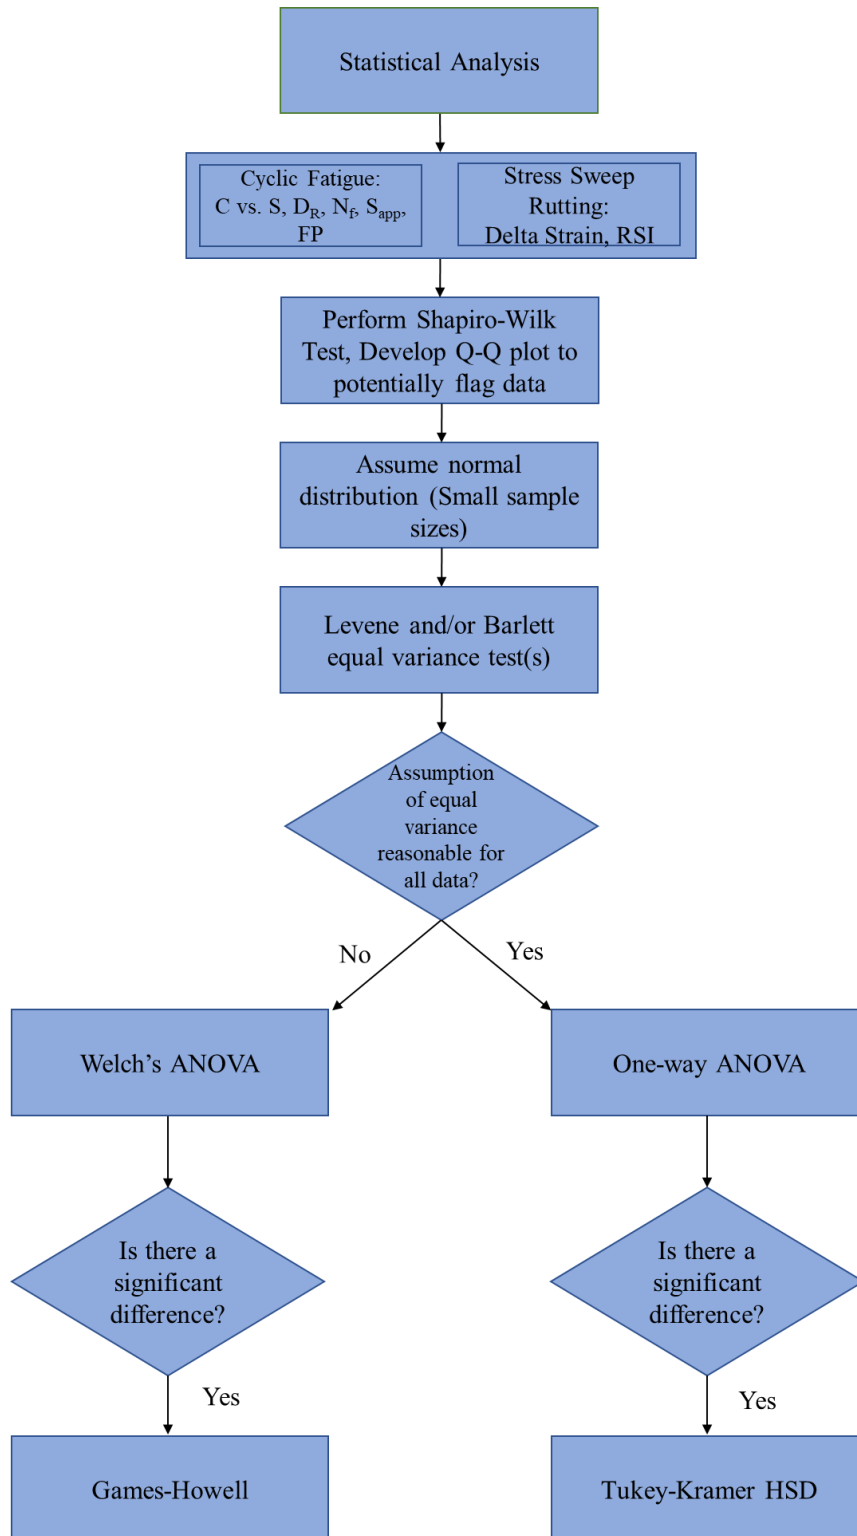 Statistical Analysis
Cyclic Fatigue:
C vs. S, D_R, N_f, S_app,
FP
Stress Sweep
Rutting:
Delta Strain, RSI
Perform Shapiro-Wilk
Test, Develop Q-Q plot to
potentially flag data
Assume normal
distribution (Small sample
sizes)
Levene and/or Barlett
equal variance test(s)
Assumption
of equal
variance
reasonable for
all data?
No
Yes
Welch’s ANOVA
One-way ANOVA
Is there a
significant
difference?
Is there a
significant
difference?
Yes
Yes
Games-Howell
Tukey-Kramer HSD